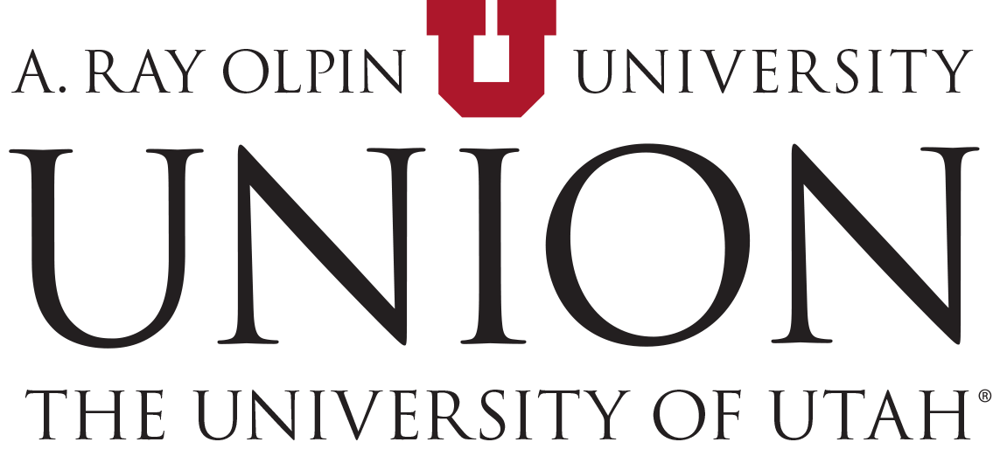 A. RAY OLPIN U UNIVERSITY
UNION
THE UNIVERSITY OF UTAH®